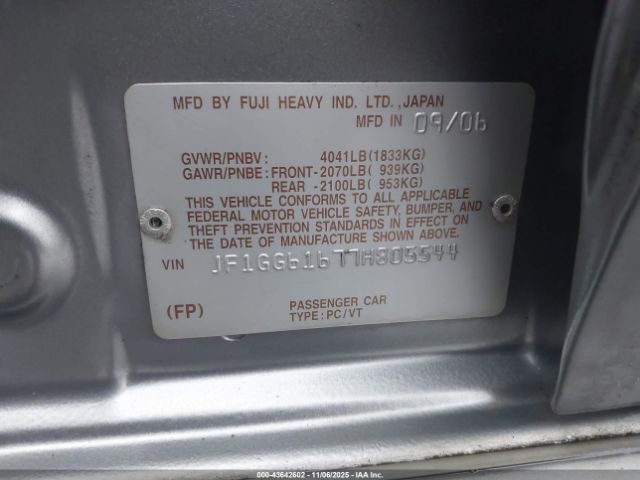 MFD BY FUJI HEAVY IND. LTD.,JAPAN
MFD IN 09/06
GVWR/PNBV: 4041LB(1833KG)
GAWR/PNBE: FRONT-2070LB( 939KG)
REAR -2100LB( 953KG)
THIS VEHICLE CONFORMS TO ALL APPLICABLE
FEDERAL MOTOR VEHICLE SAFETY, BUMPER, AND
THEFT PREVENTION STANDARDS IN EFFECT ON
THE DATE OF MANUFACTURE SHOWN ABOVE.
VIN JF1GG61677H805544
(FP) PASSENGER CAR
TYPE: PC/VT
000-43642602 - 11/06/2025 - IAAI.com